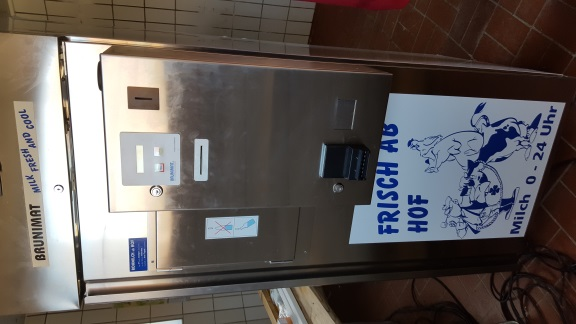 BRUNIMAT MILK FRESH AND COOL
FRISCH AB
HOF
Milch 0 - 24 Uhr